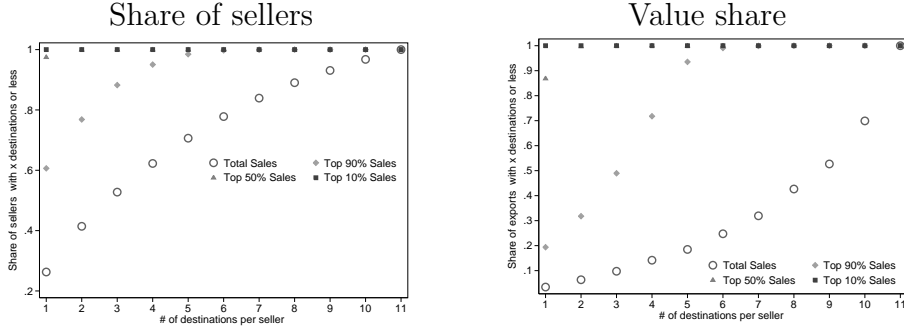 Share of sellers
Share of sellers with x destinations or less
1
.8
.6
.4
.2
Total Sales
Top 90% Sales
Top 50% Sales
Top 10% Sales
1 2 3 4 5 6 7 8 9 10 11
# of destinations per seller
Value share
Share of exports with x destinations or less
1
.9
.8
.7
.6
.5
.4
.3
.2
.1
Total Sales
Top 90% Sales
Top 50% Sales
Top 10% Sales
1 2 3 4 5 6 7 8 9 10 11
# of destinations per seller